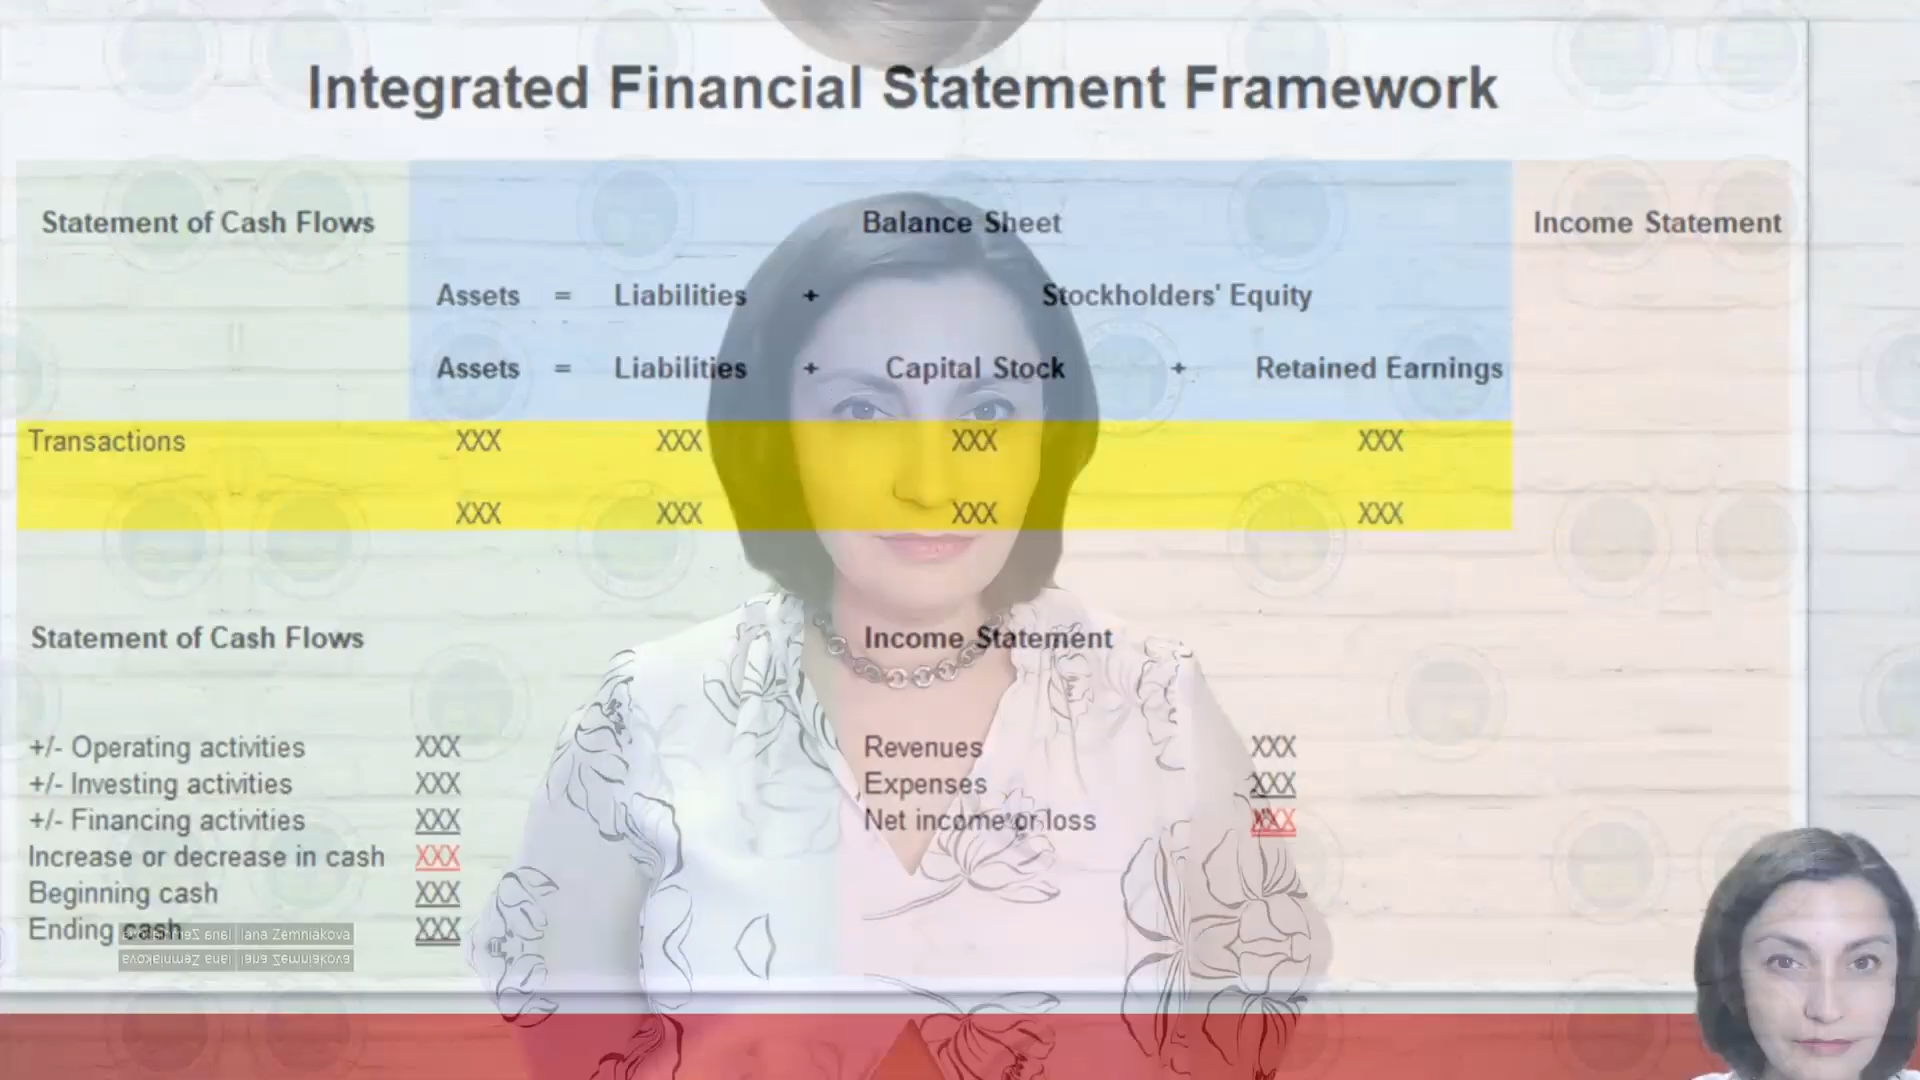 Integrated Financial Statement Framework
Statement of Cash Flows Balance Sheet Income Statement
Assets = Liabilities + Stockholders' Equity
Assets = Liabilities + Capital Stock + Retained Earnings
Transactions XXX XXX XXX XXX
XXX XXX XXX XXX
Statement of Cash Flows Income Statement
+/- Operating activities XXX Revenues XXX
+/- Investing activities XXX Expenses XXX
+/- Financing activities XXX Net income or loss XXX
Increase or decrease in cash XXX
Beginning cash XXX
Ending cash XXX
Iana Zemniakova